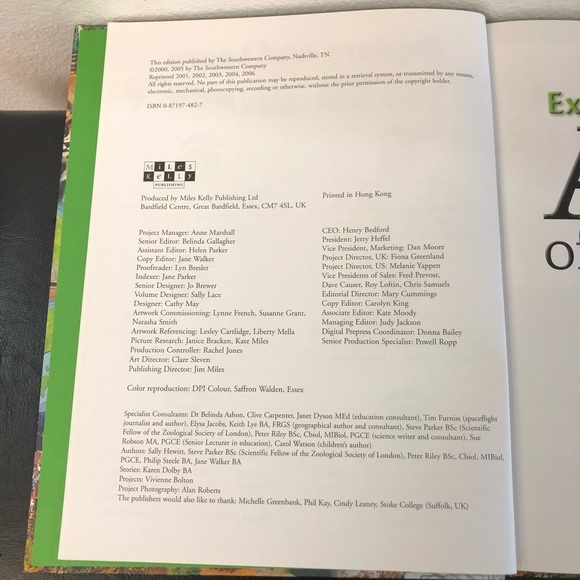 This edition published by The Southwestern Company, Nashville, TN
©2000, 2005 by The Southwestern Company
Reprinted 2001, 2002, 2003, 2004, 2006
All rights reserved. No part of this publication may be reproduced, stored in a retrieval system, or transmitted by any means,
electronic, mechanical, photocopying, recording or otherwise, without the prior permission of the copyright holder.
ISBN 0-87197-482-7
MILES
KELLY
PUBLISHING
Produced by Miles Kelly Publishing Ltd
Bardfield Centre, Great Bardfield, Essex, CM7 4SL, UK
Printed in Hong Kong
Project Manager: Anne Marshall
Senior Editor: Belinda Gallagher
Assistant Editor: Helen Parker
Copy Editor: Jane Walker
Proofreader: Lyn Bresler
Indexer: Jane Parker
Senior Designer: Jo Brewer
Volume Designer: Sally Lace
Designer: Cathy May
Artwork Commissioning: Lynne French, Susanne Grant,
Natasha Smith
Artwork Referencing: Lesley Cartlidge, Liberty Mella
Picture Research: Janice Bracken, Kate Miles
Production Controller: Rachel Jones
Art Director: Clare Sleven
Publishing Director: Jim Miles
CEO: Henry Bedford
President: Jerry Heffel
Vice President, Marketing: Dan Moore
Project Director, UK: Fiona Greenland
Project Director, US: Melanie Yappen
Vice Presidents of Sales: Fred Prevost,
Dave Causer, Roy Loftin, Chris Samuels
Editorial Director: Mary Cummings
Copy Editor: Carolyn King
Associate Editor: Kate Moody
Managing Editor: Judy Jackson
Digital Prepress Coordinator: Donna Bailey
Senior Production Specialist: Powell Ropp
Color reproduction: DPI Colour, Saffron Walden, Essex
Specialist Consultants: Dr Belinda Ashon, Clive Carpenter, Janet Dyson MEd (education consultant), Tim Furniss (spaceflight
journalist and author), Elysa Jacobs, Keith Lye BA, FRGS (geographical author and consultant), Steve Parker BSc (Scientific
Fellow of the Zoological Society of London), Peter Riley BSc, Cbiol, MIBiol, PGCE (science writer and consultant), Sue
Robson MA, PGCE (Senior Lecturer in education), Carol Watson (children's author)
Authors: Sally Hewitt, Steve Parker BSc (Scientific Fellow of the Zoological Society of London), Peter Riley BSc, Cbiol, MIBiol,
PGCE, Philip Steele BA, Jane Walker BA
Stories: Karen Dolby BA
Projects: Vivienne Bolton
Project Photography: Alan Roberts
The publishers would also like to thank: Michelle Greenbank, Phil Kay, Cindy Leaney, Stoke College (Suffolk, UK)
Ex